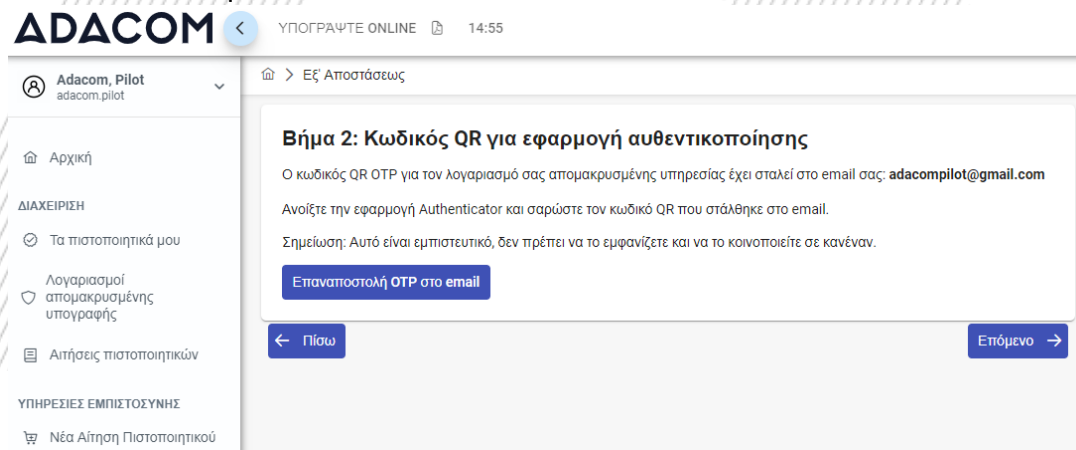 ADACOM
ΥΠΟΓΡΆΨΤΕ ONLINE 14:55
Adacom, Pilot
adacom.pilot
Εξ' Αποστάσεως
Αρχική
ΔΙΑΧΕΙΡΙΣΗ
Τα πιστοποιητικά μου
Λογαριασμοί
απομακρυσμένης
υπογραφής
Αιτήσεις πιστοποιητικών
ΥΠΗΡΕΣΙΕΣ ΕΜΠΙΣΤΟΣΥΝΗΣ
Νέα Αίτηση Πιστοποιητικού
Βήμα 2: Κωδικός QR για εφαρμογή αυθεντικοποίησης
Ο κωδικός QR OTP για τον λογαριασμό σας απομακρυσμένης υπηρεσίας έχει σταλεί στο email σας: adacompilot@gmail.com
Ανοίξτε την εφαρμογή Authenticator και σαρώστε τον κωδικό QR που στάλθηκε στο email.
Σημείωση: Αυτό είναι εμπιστευτικό, δεν πρέπει να το εμφανίζετε και να το κοινοποιείτε σε κανέναν.
Επαναποστολή OTP στο email
Πίσω
Επόμενο